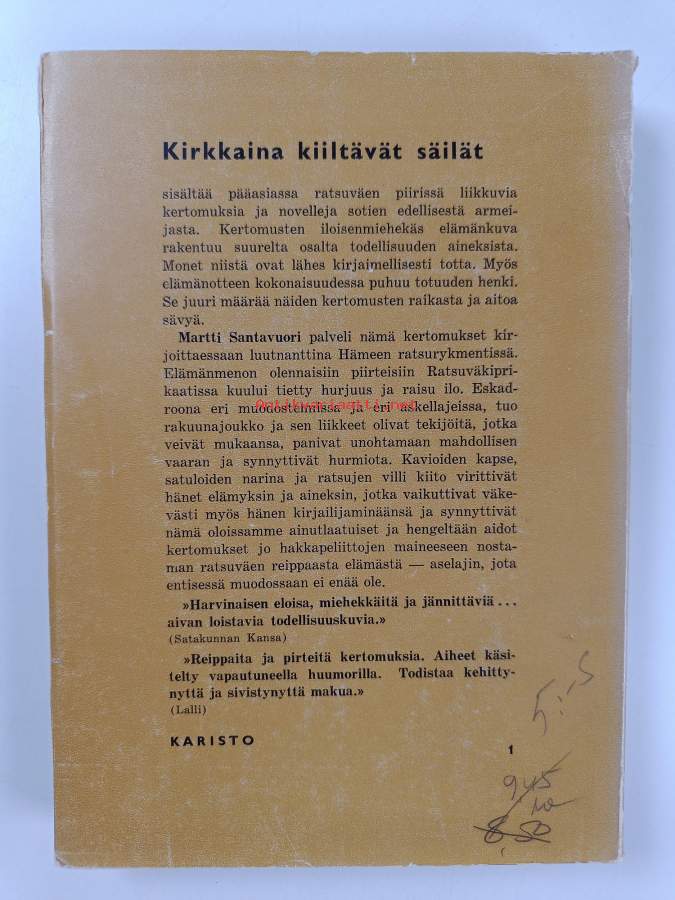 Kirkkaina kiiltävät säilät
sisältää pääasiassa ratsuväen piirissä liikkuvia
kertomuksia ja novelleja sotien edellisestä armei-
jasta. Kertomusten iloisenmiehekäs elämänkuva
rakentuu suurelta osalta todellisuuden aineksista.
Monet niistä ovat lähes kirjaimellisesti totta. Myös
elämänotteen kokonaisuudessa puhuu totuuden henki.
Se juuri määrää näiden kertomusten raikasta ja aitoa
sävyä.
Martti Santavuori palveli nämä kertomukset kir-
joittaessaan luutnanttina Hämeen ratsurykmentissä.
Elämänmenon olennaisiin piirteisiin Ratsuväkipri-
kaatissa kuului tietty hurjuus ja raisu ilo. Eskad-
roona eri muodostelmissa ja eri askellajeissa, tuo
Antikvariaatti.net
rakuunajoukko ja sen liikkeet olivat tekijöitä, jotka
veivät mukaansa, panivat unohtamaan mahdollisen
vaaran ja synnyttivät hurmiota. Kavioiden kapse,
satuloiden narina ja ratsujen villi kiito virittivät
hänet elämyksin ja aineksin, jotka vaikuttivat väke-
västi myös hänen kirjailijaminäänsä ja synnyttivät
nämä oloissamme ainutlaatuiset ja hengeltään aidot
kertomukset jo hakkapeliittojen maineeseen nosta-
man ratsuväen reippaasta elämästä — aselajin, jota
entisessä muodossaan ei enää ole.
»Harvinaisen eloisa, miehekkäitä ja jännittäviä...
aivan loistavia todellisuuskuvia.»
(Satakunnan Kansa)
»Reippaita ja pirteitä kertomuksia. Aiheet käsi-
telty vapautuneella huumorilla. Todistaa kehitty-
nyttä ja sivistynyttä makua.»
(Lalli)
KARISTO
1
8,50